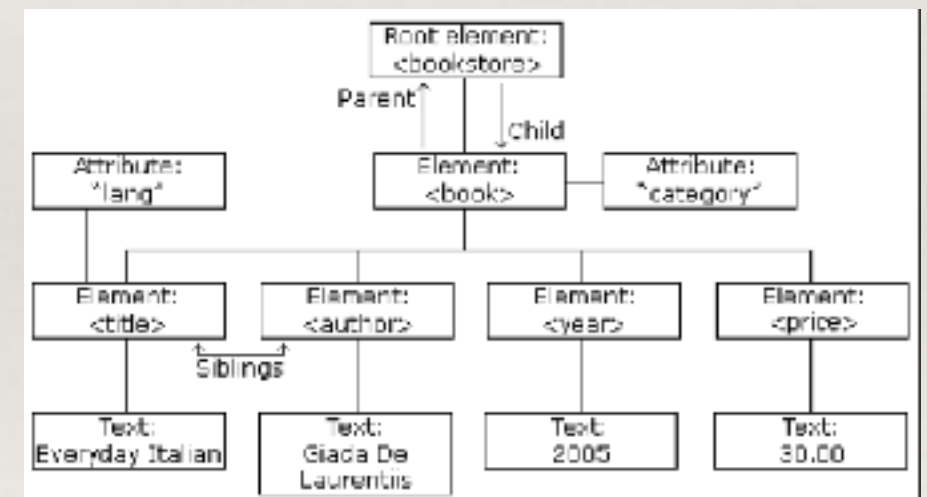 Root element:
<bookstore>
Parent
Child
Attribute:
"lang"
Element:
<book>
Attribute:
"category"
Element:
<title>
Element:
<author>
Element:
<year>
Element:
<price>
Siblings
Text:
Everyday Italian
Text:
Giada De
Laurentiis
Text:
2005
Text:
30.00